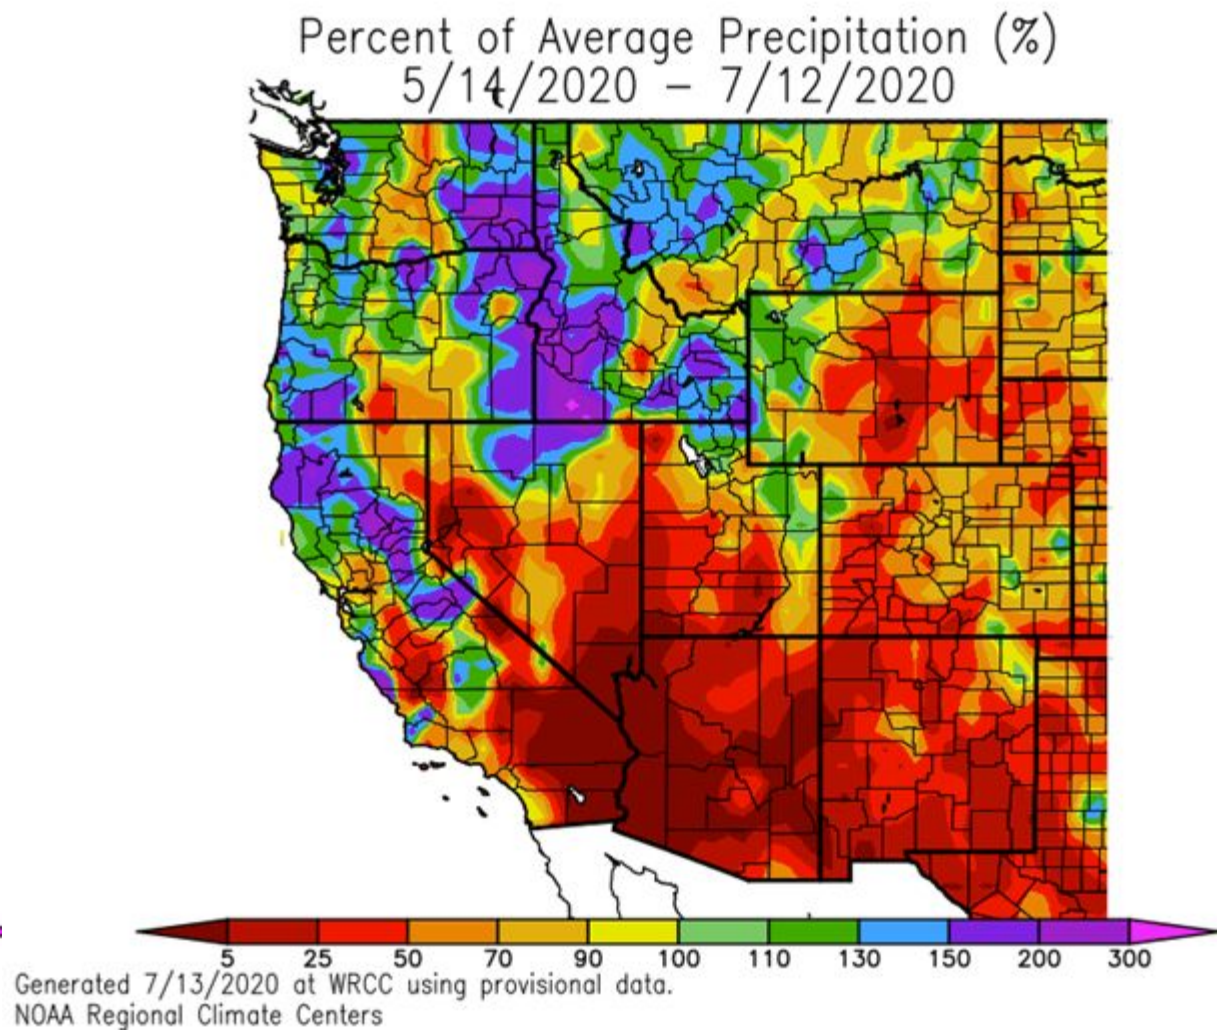 Percent of Average Precipitation (%)
5/14/2020 – 7/12/2020
5 25 50 70 90 100 110 130 150 200 300
Generated 7/13/2020 at WRCC using provisional data.
NOAA Regional Climate Centers